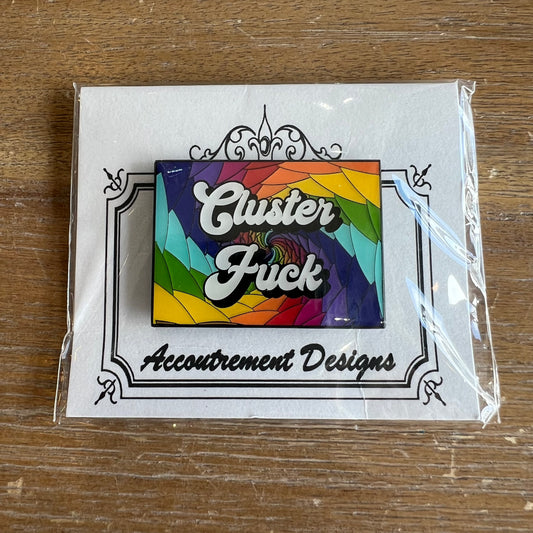 Cluster
Fuck
Accoutrement Designs